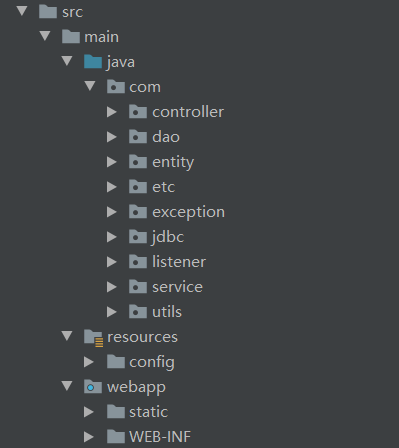 src
main
java
com
controller
dao
entity
etc
exception
jdbc
listener
service
utils
resources
config
webapp
static
WEB-INF